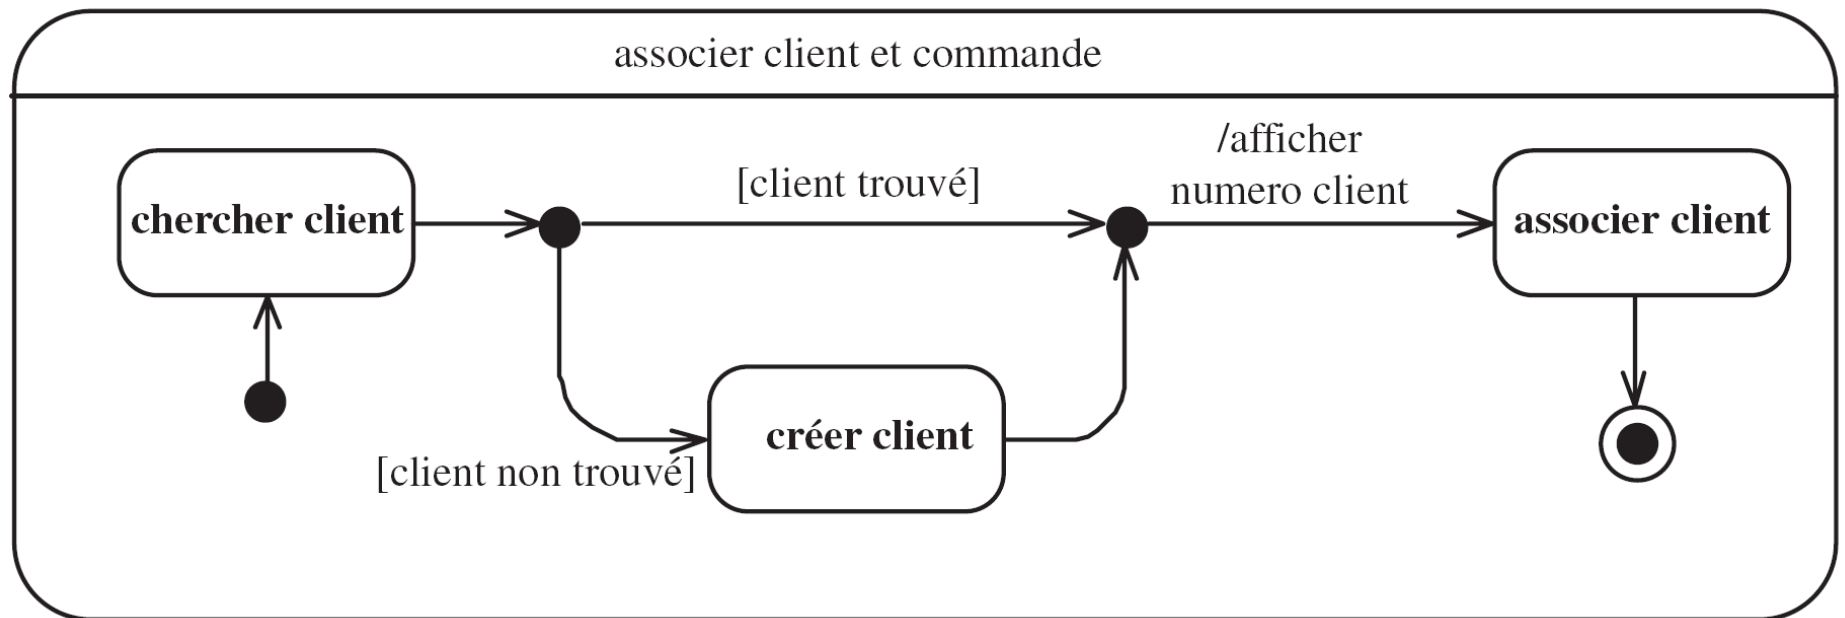 associer client et commande
/afficher
numero client
[client trouvé]
chercher client
associer client
créer client
[client non trouvé]